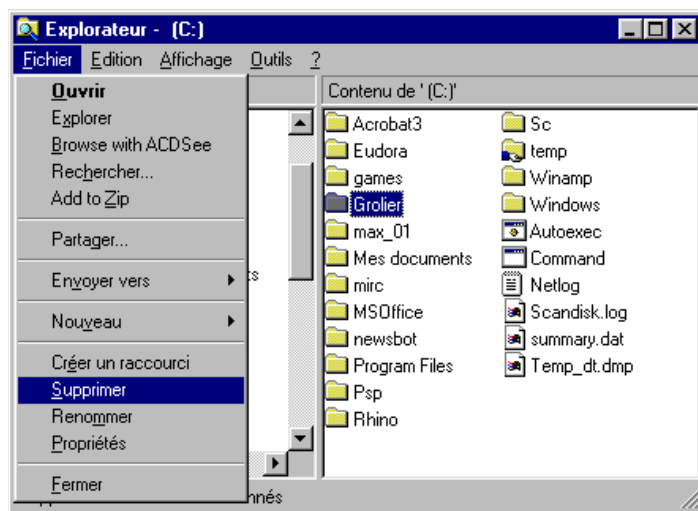 Explorateur - (C:)
Fichier Edition Affichage Outils ?
Ouvrir
Explorer
Browse with ACDSee
Rechercher...
Add to Zip
Partager...
Envoyer vers
Nouveau
Créer un raccourci
Supprimer
Renommer
Propriétés
Fermer
Contenu de ' (C:)'
Acrobat3
Eudora
games
Grolier
max_01
Mes documents
mirc
MSOffice
newsbot
Program Files
Psp
Rhino
Sc
temp
Winamp
Windows
Autoexec
Command
Netlog
Scandisk.log
summary.dat
Temp_dt.dmp